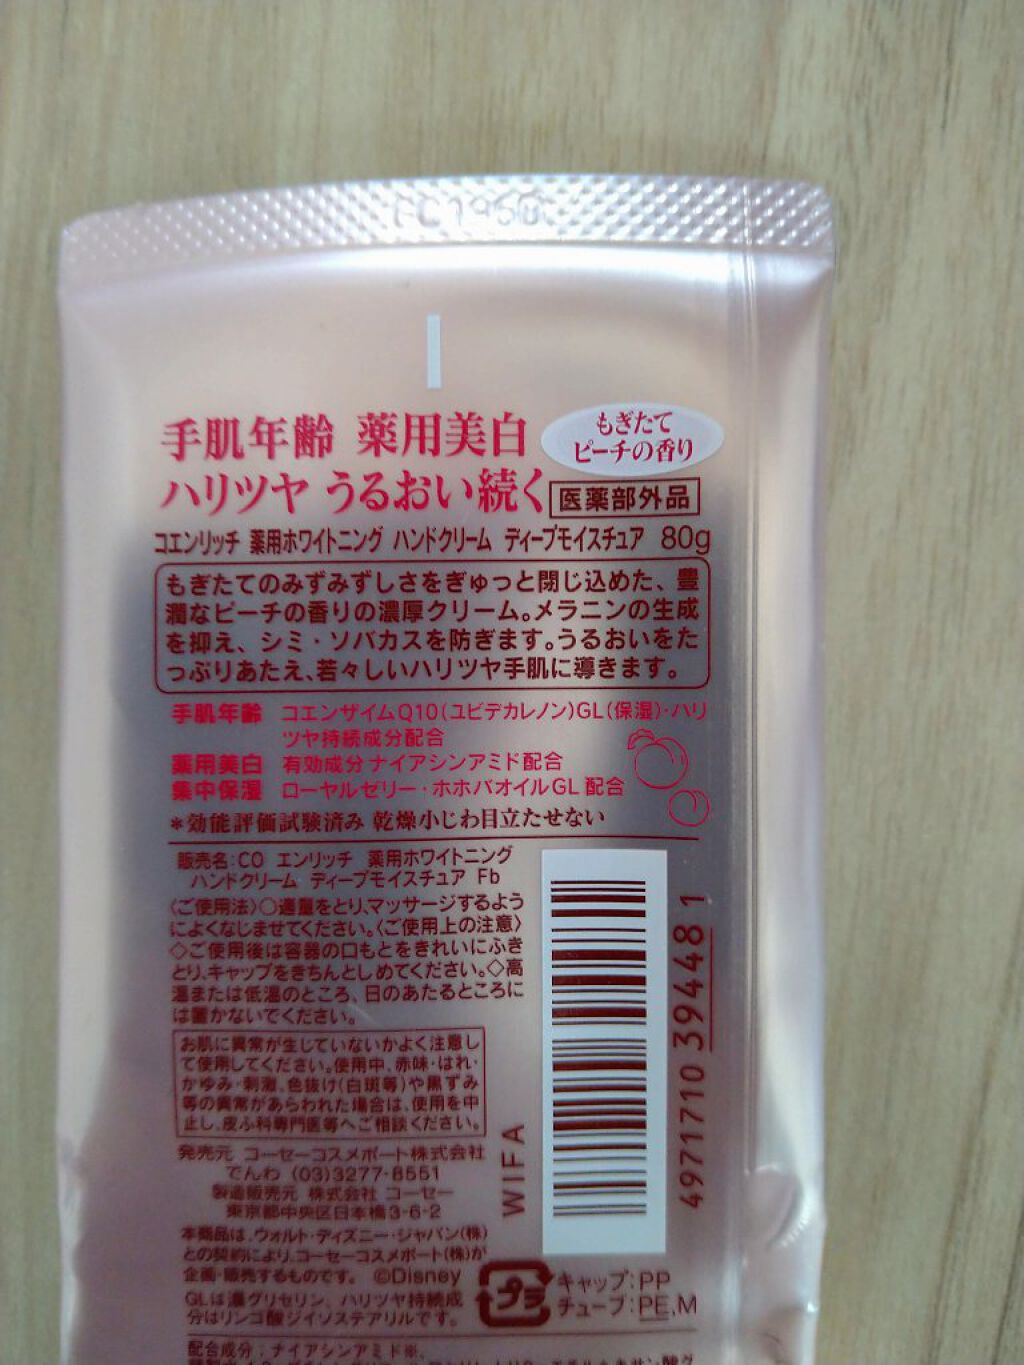 手肌年齢 薬用美白
もぎたて
ピーチの香り
ハリツヤ うるおい続く
医薬部外品
コエンリッチ 薬用ホワイトニング ハンドクリーム ディープモイスチュア 80g
もぎたてのみずみずしさをぎゅっと閉じ込めた、豊
潤なピーチの香りの濃厚クリーム。メラニンの生成
を抑え、シミ・ソバカスを防ぎます。うるおいをた
っぷりあたえ、若々しいハリツヤ手肌に導きます。
手肌年齢 コエンザイムQ10(ユビデカレノン)GL(保湿)・ハリ
ツヤ持続成分配合
薬用美白 有効成分 ナイアシンアミド配合
集中保湿 ローヤルゼリー・ホホバオイルGL 配合
*効能評価試験済み 乾燥小じわ目立たせない
販売名:CO エンリッチ 薬用ホワイトニング
ハンドクリーム ディープモイスチュア Fb
〈ご使用法〉○適量をとり、マッサージするよう
によくなじませてください。〈ご使用上の注意〉
◇ご使用後は容器の口もとをきれいにふき
とり、キャップをきちんとしめてください。◇高
温または低温のところ、日のあたるところに
は置かないでください。
お肌に異常が生じていないかよく注意し
て使用してください。使用中、赤味・はれ・
かゆみ・刺激、色抜け(白斑等)や黒ずみ
等の異常があらわれた場合は、使用を中
止し、皮ふ科専門医等へご相談ください。
発売元 コーセーコスメポート株式会社
でんわ (03)3277-8551
製造販売元 株式会社 コーセー
東京都中央区日本橋3-6-2
本商品は、ウォルト・ディズニー・ジャパン(株)
との契約により、コーセーコスメポート(株)が
企画・販売するものです。 ©Disney
GLは濃グリセリン、ハリツヤ持続成
分はリンゴ酸ジイソステアリルです。
WIFA
4971710 39448 1
プラ
キャップ:PP
チューブ:PE,M
配合成分:ナイアシンアミド※、